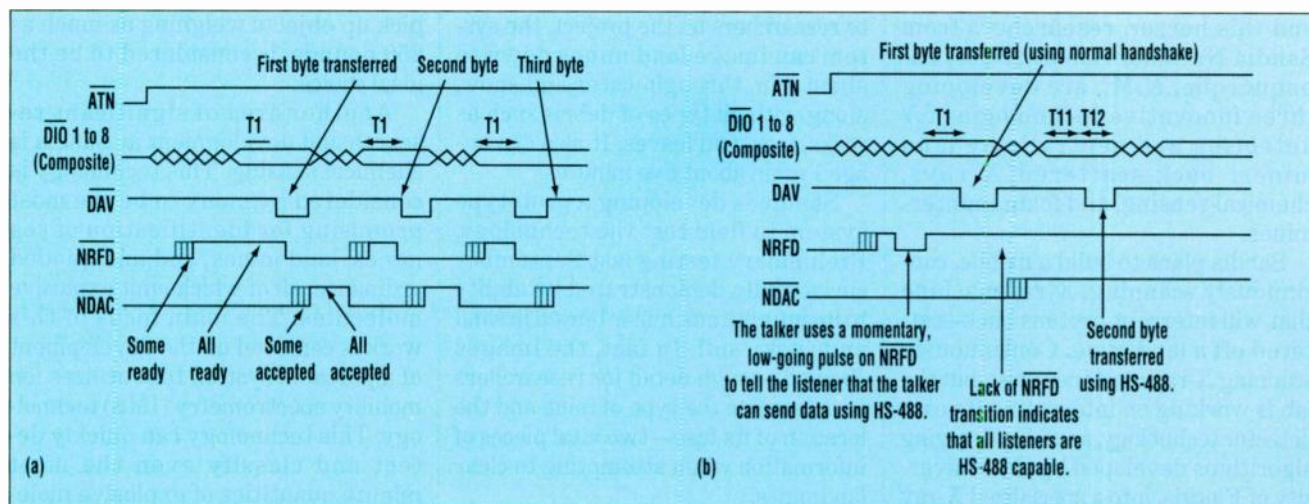 First byte transferred Second byte Third byte
ATN
T1 T1 T1
DIO 1 to 8
(Composite)
DAV
NRFD
NDAC
Some
ready
All
ready
Some
accepted
All
accepted
(a)
First byte transferred (using normal handshake)
ATN
T1 T11 T12
DIO 1 to 8
(Composite)
DAV
NRFD
NDAC
The talker uses a momentary,
low-going pulse on NRFD
to tell the listener that the talker
can send data using HS-488.
Lack of NRFD
transition indicates
that all listeners are
HS-488 capable.
Second byte
transferred
using HS-488.
(b)